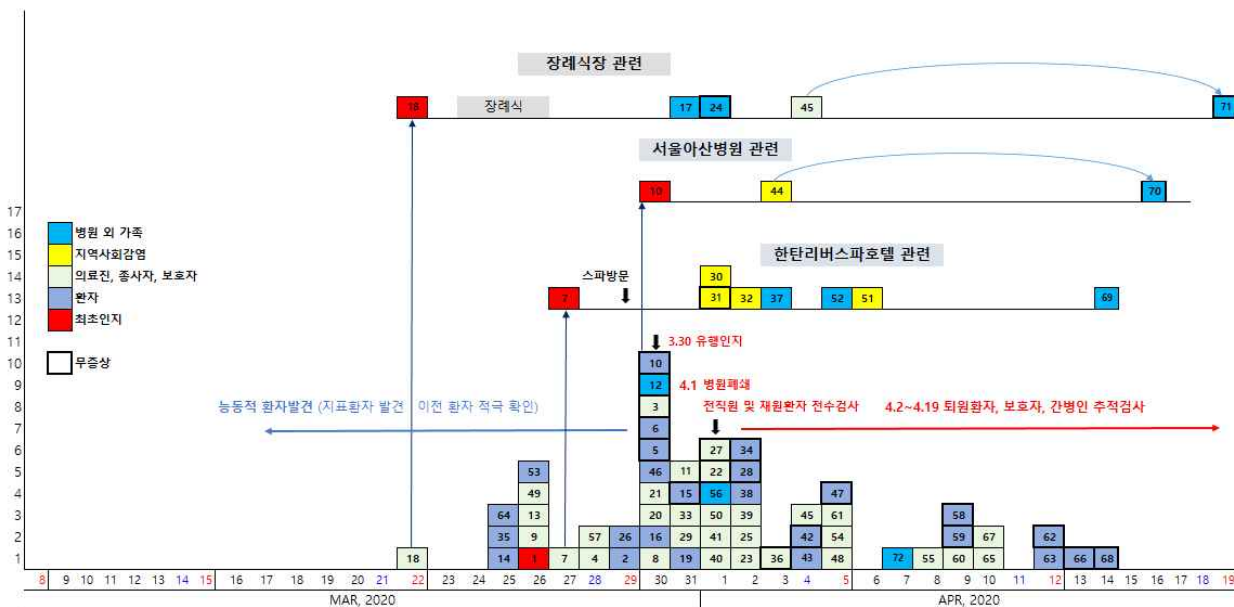 장례식장 관련
18 장례식 17 24 45 71
서울아산병원 관련
10 44 70
17
16 병원 외 가족
15 지역사회감염
한탄리버스파호텔 관련
14 의료진, 종사자, 보호자 스파방문 30
13 환자 7 31 32 37 52 51 69
12 최초인지
11 3.30 유행인지
10 무증상 10
9 12 4.1 병원폐쇄
8 능동적 환자발견 (지표환자 발견 이전 환자 적극 확인) 3 전직원 및 재원환자 전수검사 4.2~4.19 퇴원환자, 보호자, 간병인 추적검사
7 6
6 5 27 34
5 53 46 11 22 28
4 49 21 15 56 38 47
3 64 13 20 33 50 39 45 61 58
2 35 9 57 26 16 29 41 25 42 54 59 67 62
1 18 14 1 7 4 2 8 19 40 23 36 43 48 72 55 60 65 63 66 68
8 9 10 11 12 13 14 15 16 17 18 19 20 21 22 23 24 25 26 27 28 29 30 31 1 2 3 4 5 6 7 8 9 10 11 12 13 14 15 16 17 18 19
MAR, 2020 APR, 2020